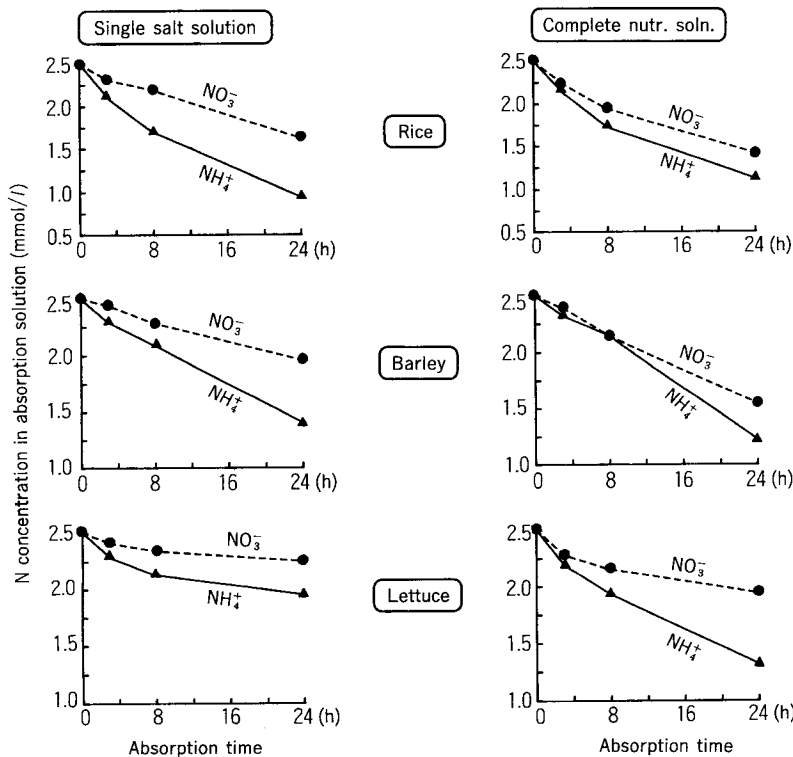 Single salt solution
Complete nutr. soln.
N concentration in absorption solution (mmol/l)
2.5
2.0
1.5
1.0
0.5
NO₃⁻
NH₄⁺
0 8 16 24 (h)
Rice
2.5
2.0
1.5
1.0
0.5
NO₃⁻
NH₄⁺
0 8 16 24 (h)
2.5
2.0
1.5
1.0
NO₃⁻
NH₄⁺
0 8 16 24 (h)
Barley
2.5
2.0
1.5
1.0
NO₃⁻
NH₄⁺
0 8 16 24 (h)
2.5
2.0
1.5
1.0
NO₃⁻
NH₄⁺
0 8 16 24 (h)
Absorption time
Lettuce
2.5
2.0
1.5
1.0
NO₃⁻
NH₄⁺
0 8 16 24 (h)
Absorption time